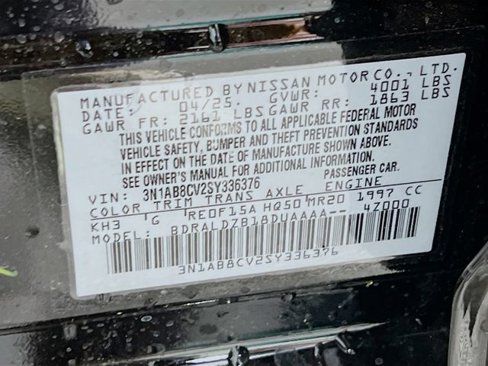 MANUFACTURED BY NISSAN MOTOR CO., LTD.
DATE: 04/25 GVWR: 4001 LBS
GAWR FR: 2161 LBS GAWR RR: 1863 LBS
THIS VEHICLE CONFORMS TO ALL APPLICABLE FEDERAL MOTOR
VEHICLE SAFETY, BUMPER AND THEFT PREVENTION STANDARDS
IN EFFECT ON THE DATE OF MANUFACTURE SHOWN ABOVE.
SEE OWNER'S MANUAL FOR ADDITIONAL INFORMATION.
VIN: 3N1AB8CV2SY336376 PASSENGER CAR.
COLOR TRIM TRANS AXLE ENGINE
KH3 G RE0F15A HQ50 MR20 1997 CC
MODEL: BDRALDZB18DUAAAA-- 4Z000
3N1AB8CV2SY336376